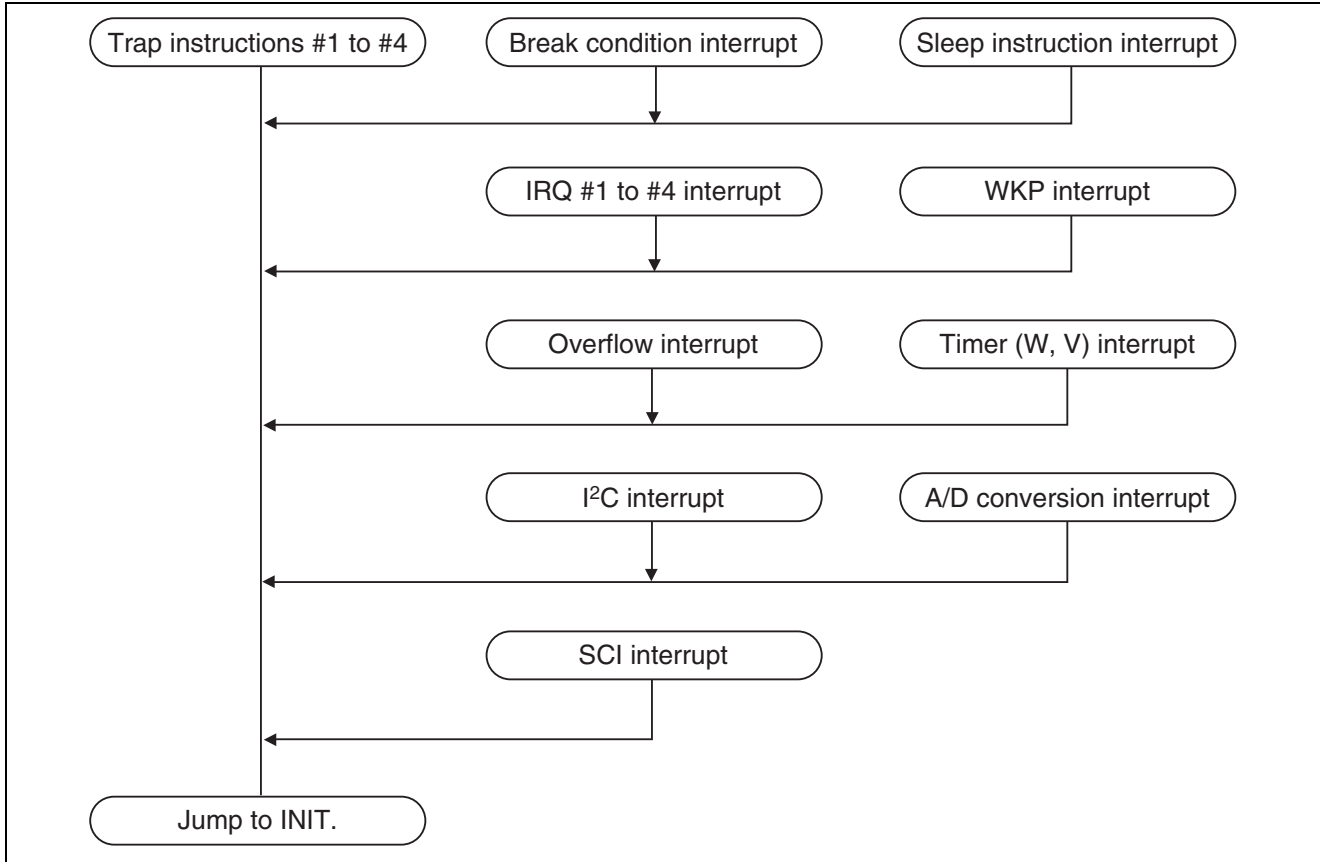 Trap instructions #1 to #4
Break condition interrupt
Sleep instruction interrupt
IRQ #1 to #4 interrupt
WKP interrupt
Overflow interrupt
Timer (W, V) interrupt
I²C interrupt
A/D conversion interrupt
SCI interrupt
Jump to INIT.